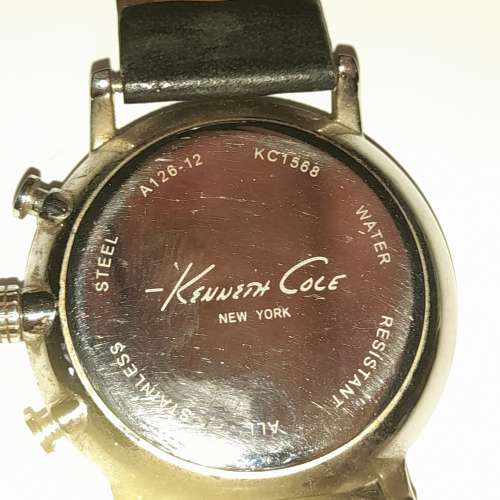 A126-12
KC1568
WATER
RESISTANT
ALL
STAINLESS
STEEL
KENNETH COLE
NEW YORK